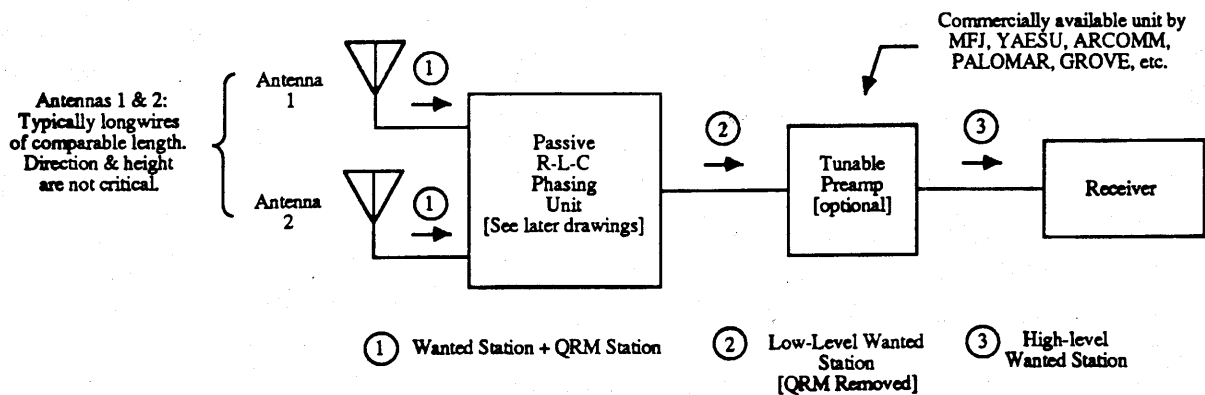 Commercially available unit by
MFJ, YAESU, ARCOMM,
PALOMAR, GROVE, etc.
Antennas 1 & 2:
Typically longwires
of comparable length.
Direction & height
are not critical.
Antenna
1
1
Antenna
2
1
Passive
R-L-C
Phasing
Unit
[See later drawings]
2
Tunable
Preamp
[optional]
3
Receiver
1 Wanted Station + QRM Station
2 Low-Level Wanted
Station
[QRM Removed]
3 High-level
Wanted Station